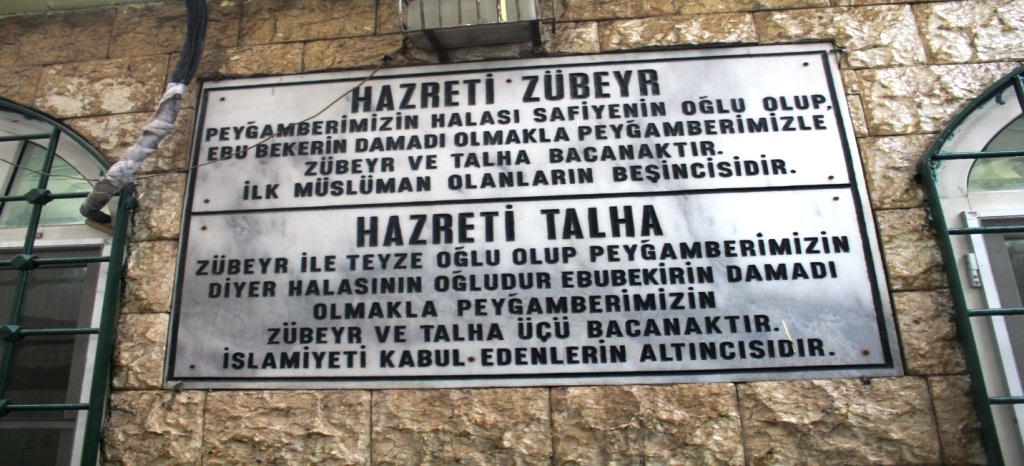 HAZRETİ ZÜBEYR
PEYĞAMBERİMİZİN HALASI SAFİYENİN OĞLU OLUP,
EBU BEKERİN DAMADI OLMAKLA PEYĞAMBERİMİZLE
ZÜBEYR VE TALHA BACANAKTIR.
İLK MÜSLÜMAN OLANLARIN BEŞİNCİSİDİR.
HAZRETİ TALHA
ZÜBEYR İLE TEYZE OĞLU OLUP PEYĞAMBERİMİZİN
DİYER HALASININ OĞLUDUR EBUBEKİRİN DAMADI
OLMAKLA PEYĞAMBERİMİZİN
ZÜBEYR VE TALHA ÜÇÜ BACANAKTIR.
İSLAMİYETİ KABUL EDENLERİN ALTINCISIDIR.